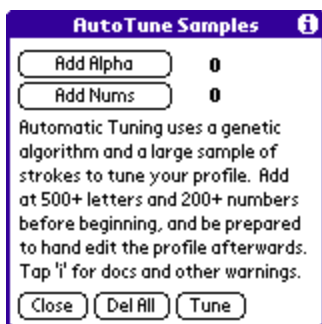 AutoTune Samples i
Add Alpha 0
Add Nums 0
Automatic Tuning uses a genetic
algorithm and a large sample of
strokes to tune your profile. Add
at 500+ letters and 200+ numbers
before beginning, and be prepared
to hand edit the profile afterwards.
Tap 'i' for docs and other warnings.
Close Del All Tune